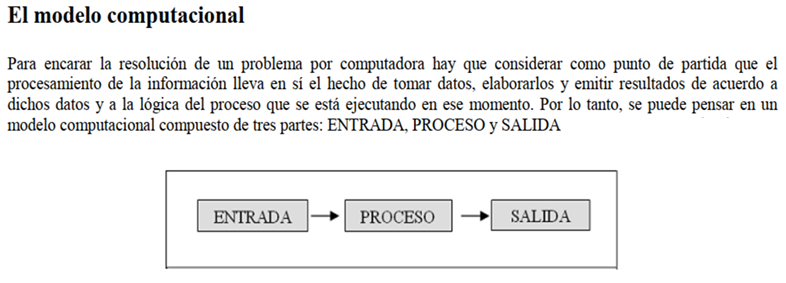 El modelo computacional
Para encarar la resolución de un problema por computadora hay que considerar como punto de partida que el
procesamiento de la información lleva en sí el hecho de tomar datos, elaborarlos y emitir resultados de acuerdo a
dichos datos y a la lógica del proceso que se está ejecutando en ese momento. Por lo tanto, se puede pensar en un
modelo computacional compuesto de tres partes: ENTRADA, PROCESO y SALIDA
ENTRADA PROCESO SALIDA